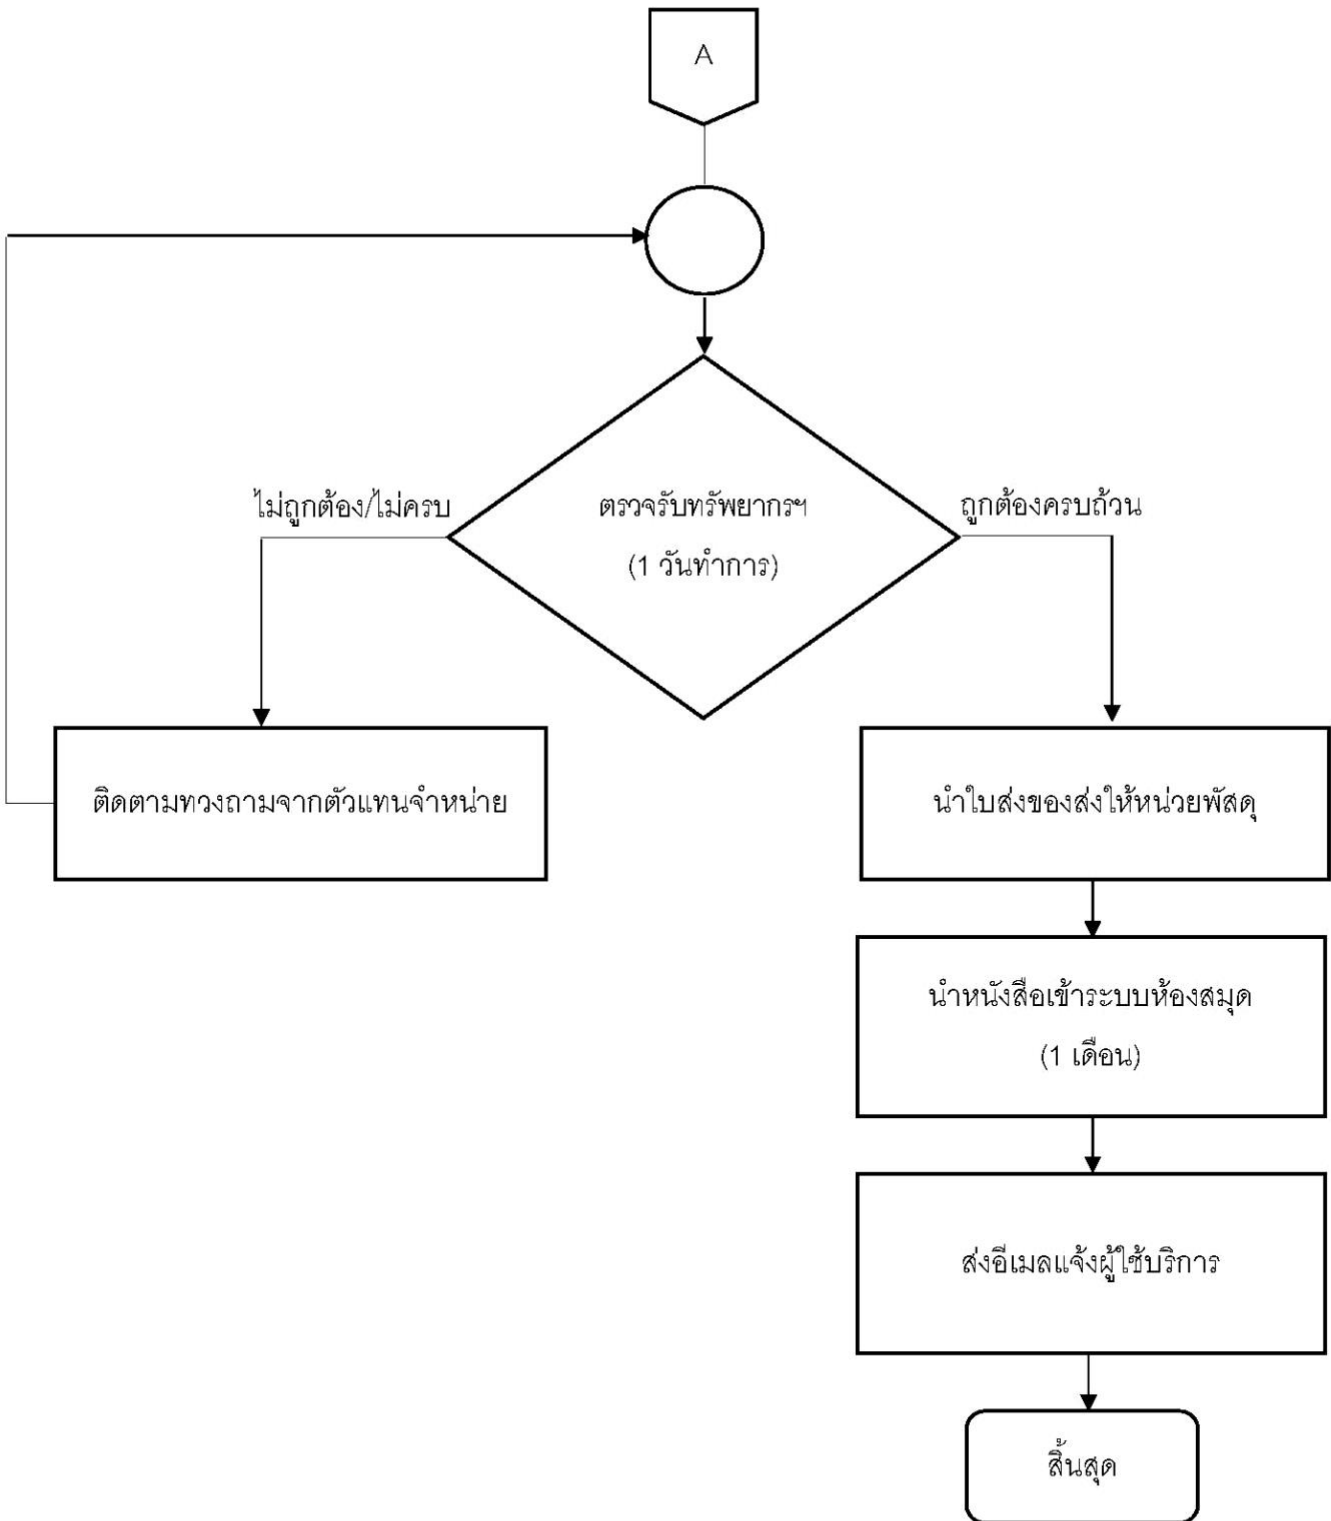 A
ไม่ถูกต้อง/ไม่ครบ
ตรวจรับทรัพยากรฯ
(1 วันทำการ)
ถูกต้องครบถ้วน
ติดตามทวงถามจากตัวแทนจำหน่าย
นำใบส่งของส่งให้หน่วยพัสดุ
นำหนังสือเข้าระบบห้องสมุด
(1 เดือน)
ส่งอีเมลแจ้งผู้ใช้บริการ
สิ้นสุด